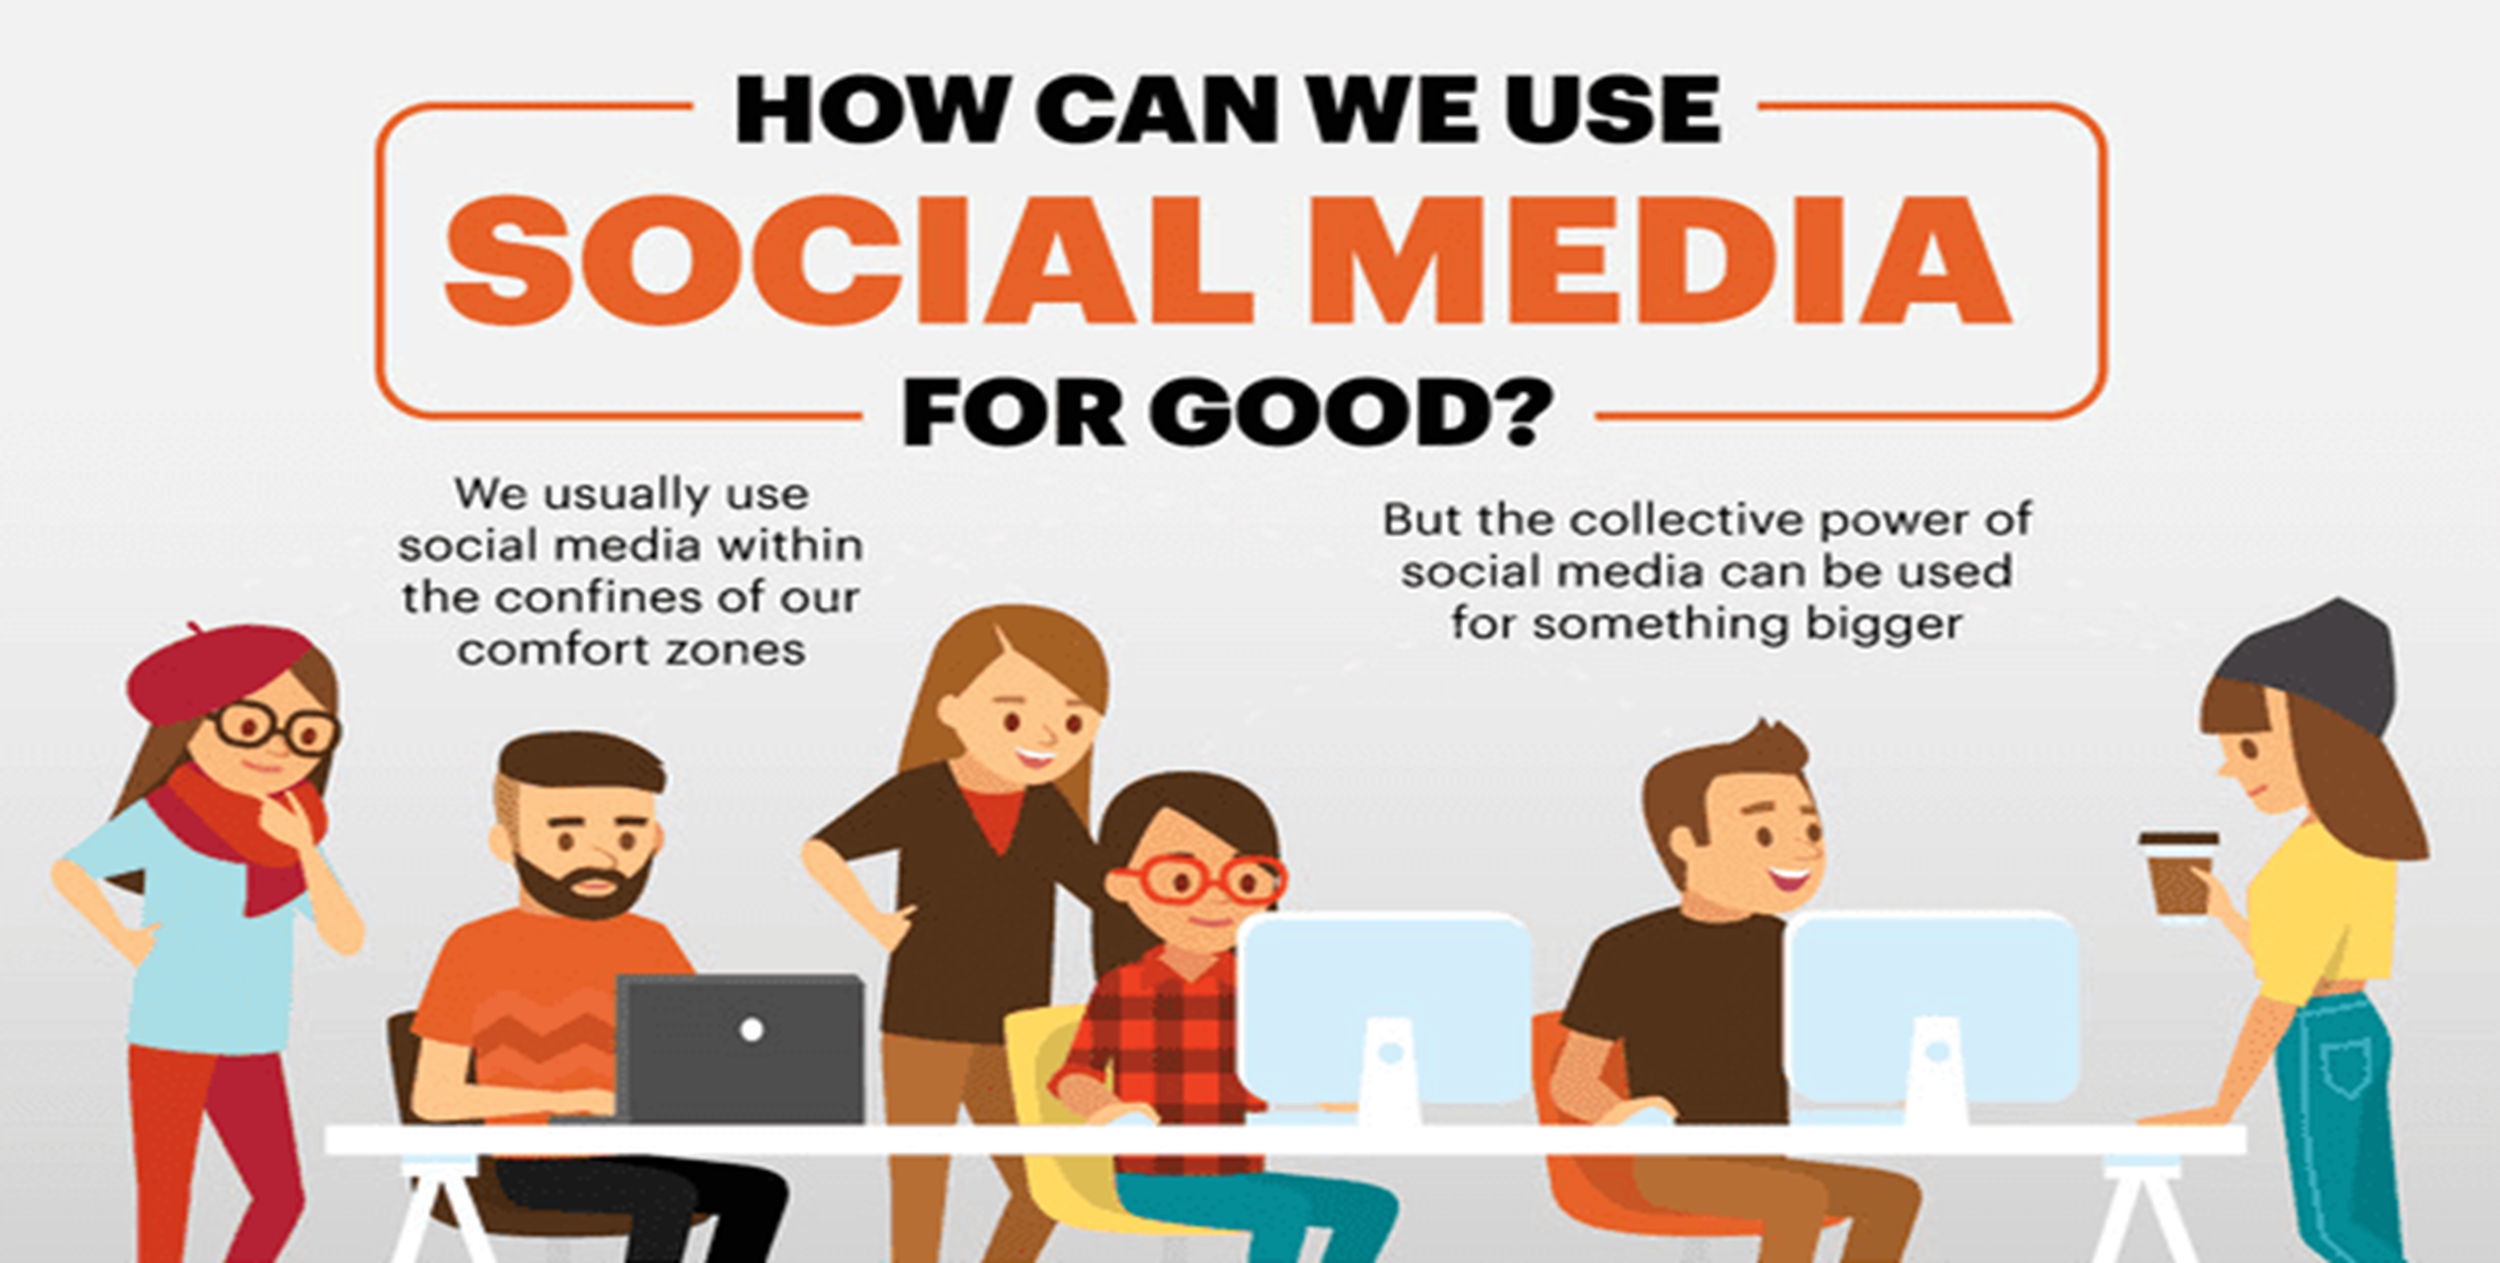 HOW CAN WE USE
SOCIAL MEDIA
FOR GOOD?
We usually use
social media within
the confines of our
comfort zones
But the collective power of
social media can be used
for something bigger